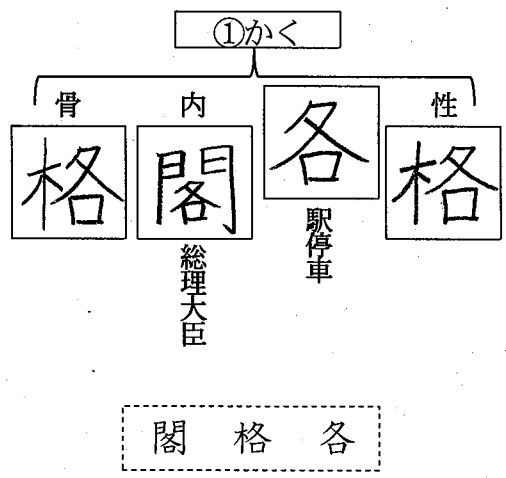 ①かく
性格
各駅停車
内閣総理大臣
骨格
閣 格 各